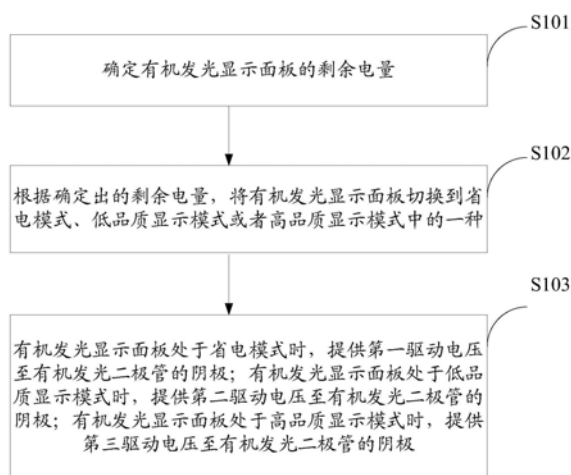 S101
确定有机发光显示面板的剩余电量
S102
根据确定出的剩余电量，将有机发光显示面板切换到省
电模式、低品质显示模式或者高品质显示模式中的一种
S103
有机发光显示面板处于省电模式时，提供第一驱动电压
至有机发光二极管的阴极；有机发光显示面板处于低品
质显示模式时，提供第二驱动电压至有机发光二极管的
阴极；有机发光显示面板处于高品质显示模式时，提供
第三驱动电压至有机发光二极管的阴极